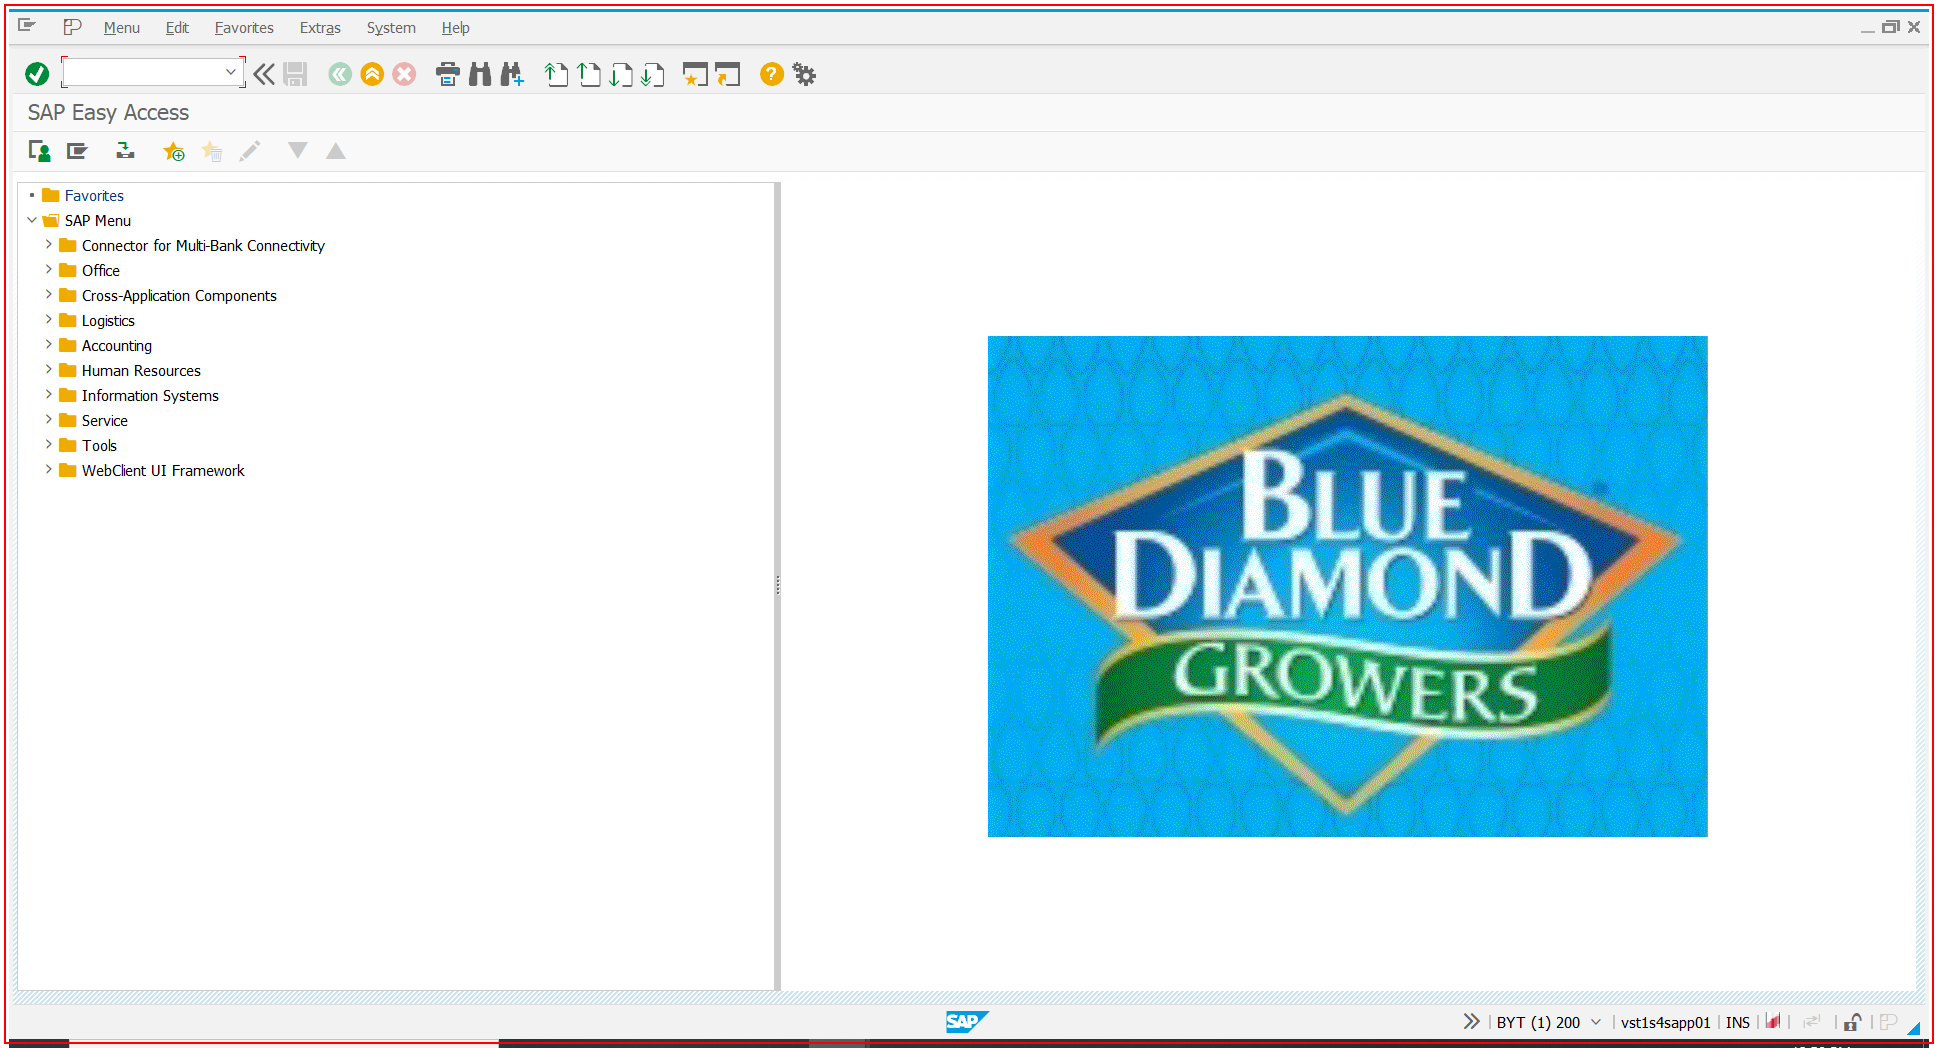 Menu Edit Favorites Extras System Help
SAP Easy Access
Favorites
SAP Menu
Connector for Multi-Bank Connectivity
Office
Cross-Application Components
Logistics
Accounting
Human Resources
Information Systems
Service
Tools
WebClient UI Framework
BLUE
DIAMOND
GROWERS
SAP
BYT (1) 200 vst1s4sapp01 INS